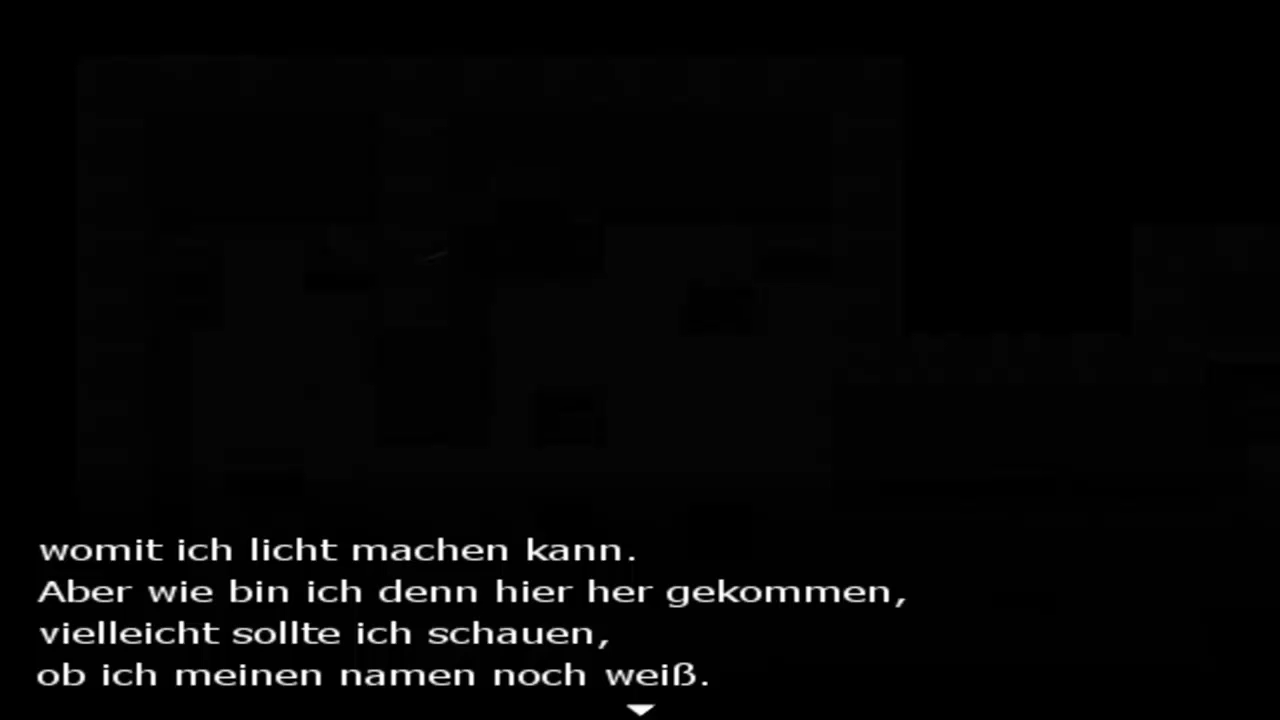 womit ich licht machen kann.
Aber wie bin ich denn hier her gekommen,
vielleicht sollte ich schauen,
ob ich meinen namen noch weiß.